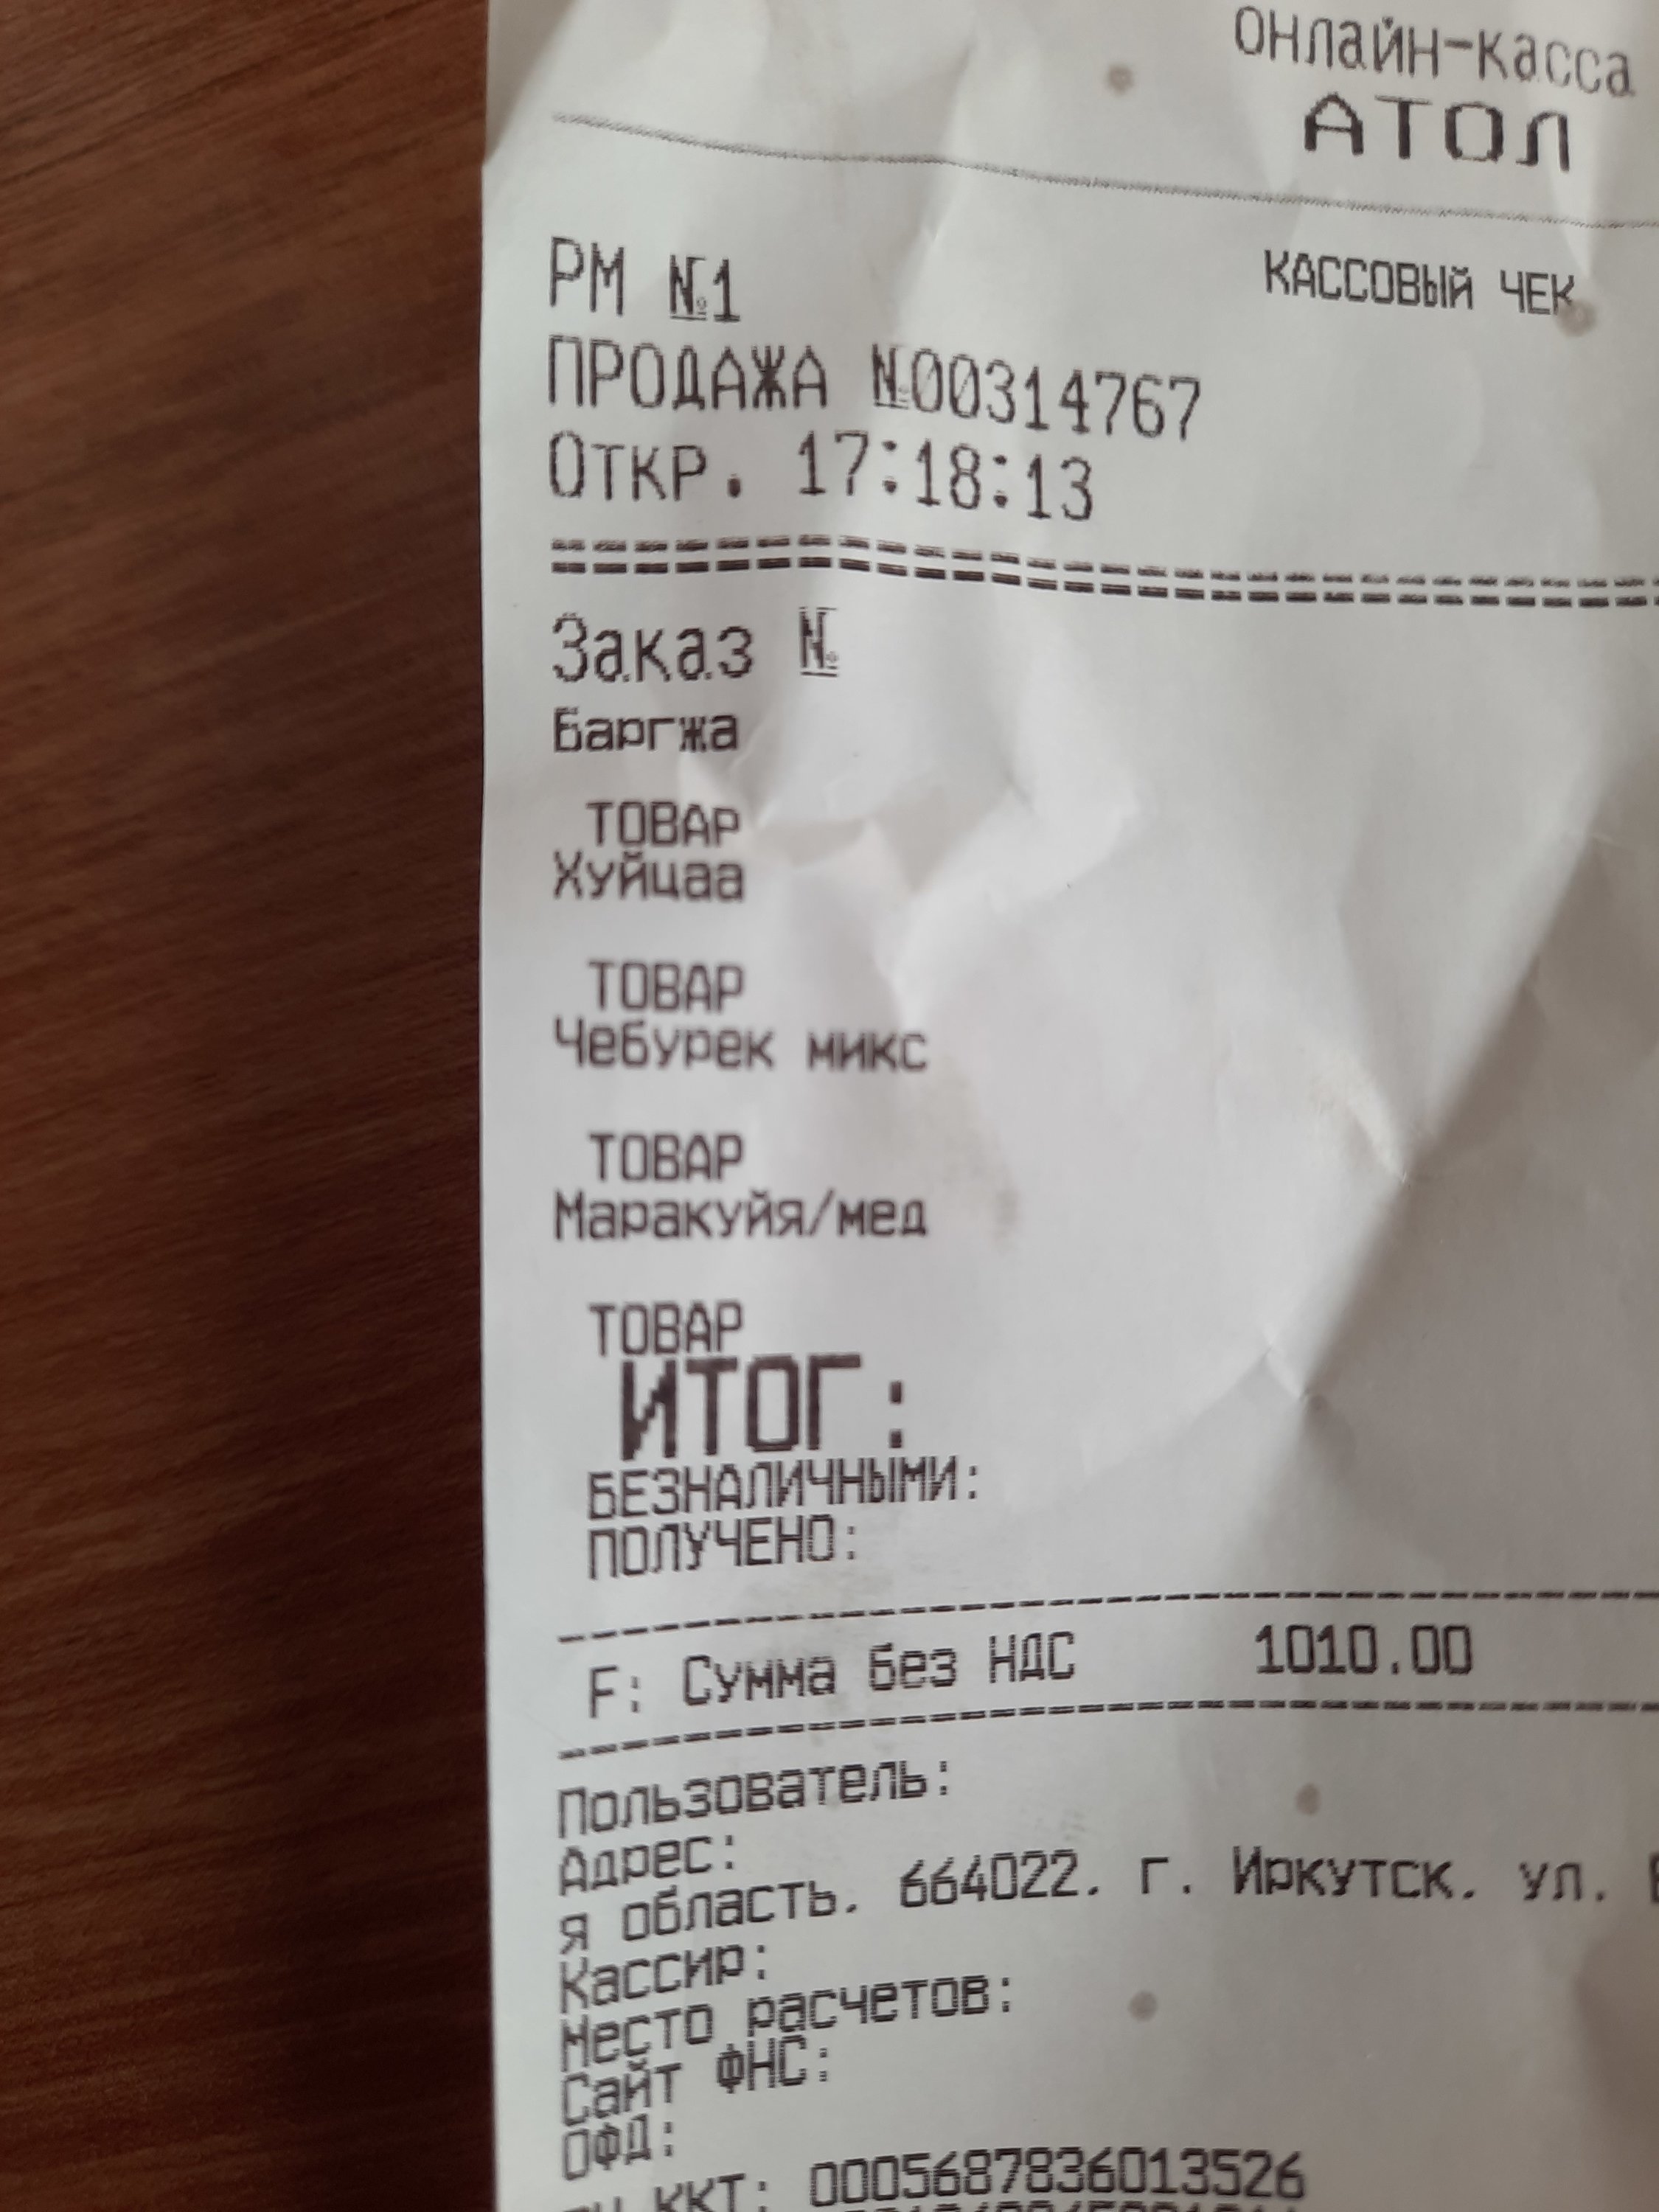 ОНлайн-касса
АТОЛ
КАССОВЫЙ ЧЕК
РМ №1
ПРОДАЖА №00314767
ОТКР. 17:18:13
Заказ №
Баргжа
ТОВАР
Хуйцаа
ТОВАР
Чебурек микс
ТОВАР
Маракуйя/мед
ТОВАР
ИТОГ:
БЕЗНАЛИЧНЫМИ:
ПОЛУЧЕНО:
F: Сумма без НДС 1010.00
Пользователь:
Адрес:
я область, 664022, г. Иркутск, ул.
Кассир:
Место расчетов:
Сайт ФНС:
ОФД:
ККТ: 0005687836013526